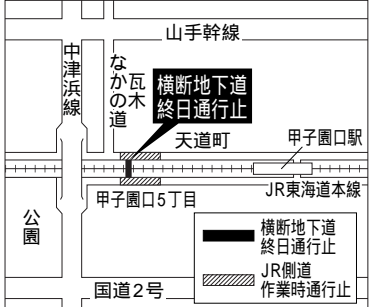 山手幹線
中津浜線
瓦木
なかの道
横断地下道
終日通行止
天道町
甲子園口駅
JR東海道本線
甲子園口5丁目
公園
国道2号
横断地下道
終日通行止
JR側道
作業時通行止